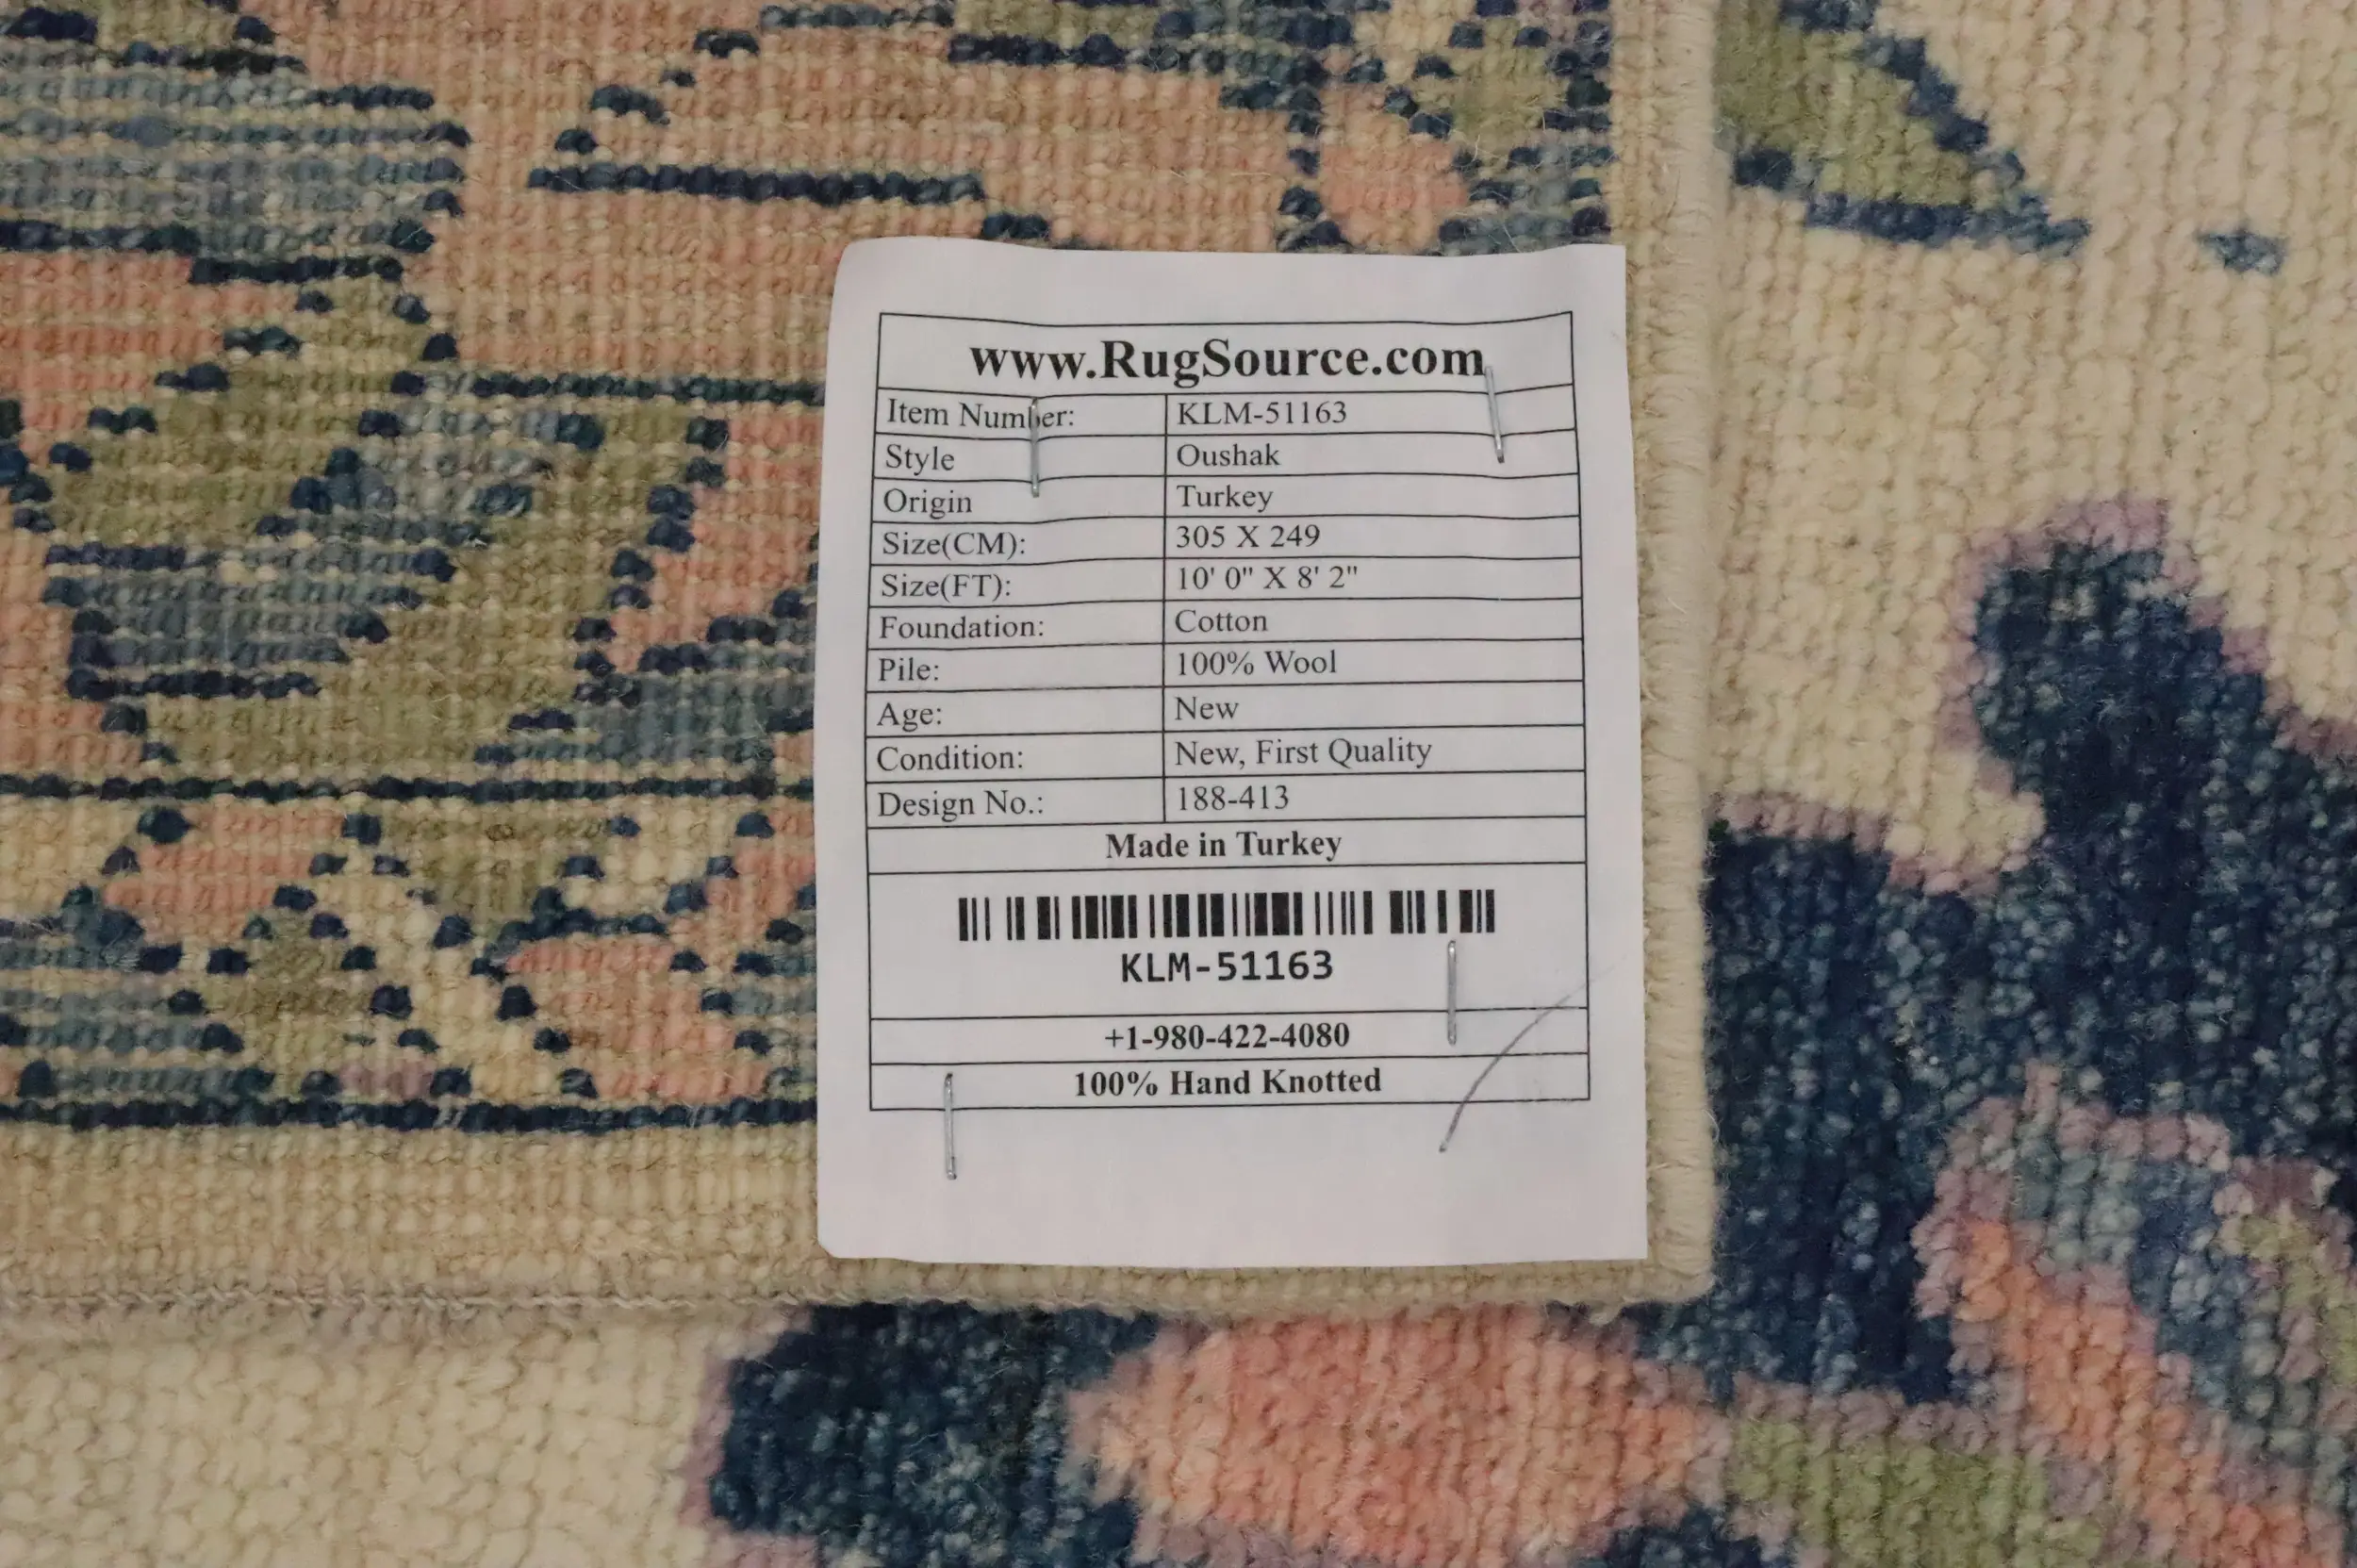 www.RugSource.com
Item Number: KLM-51163
Style Oushak
Origin Turkey
Size(CM): 305 X 249
Size(FT): 10' 0" X 8' 2"
Foundation: Cotton
Pile: 100% Wool
Age: New
Condition: New, First Quality
Design No.: 188-413
Made in Turkey
KLM-51163
+1-980-422-4080
100% Hand Knotted